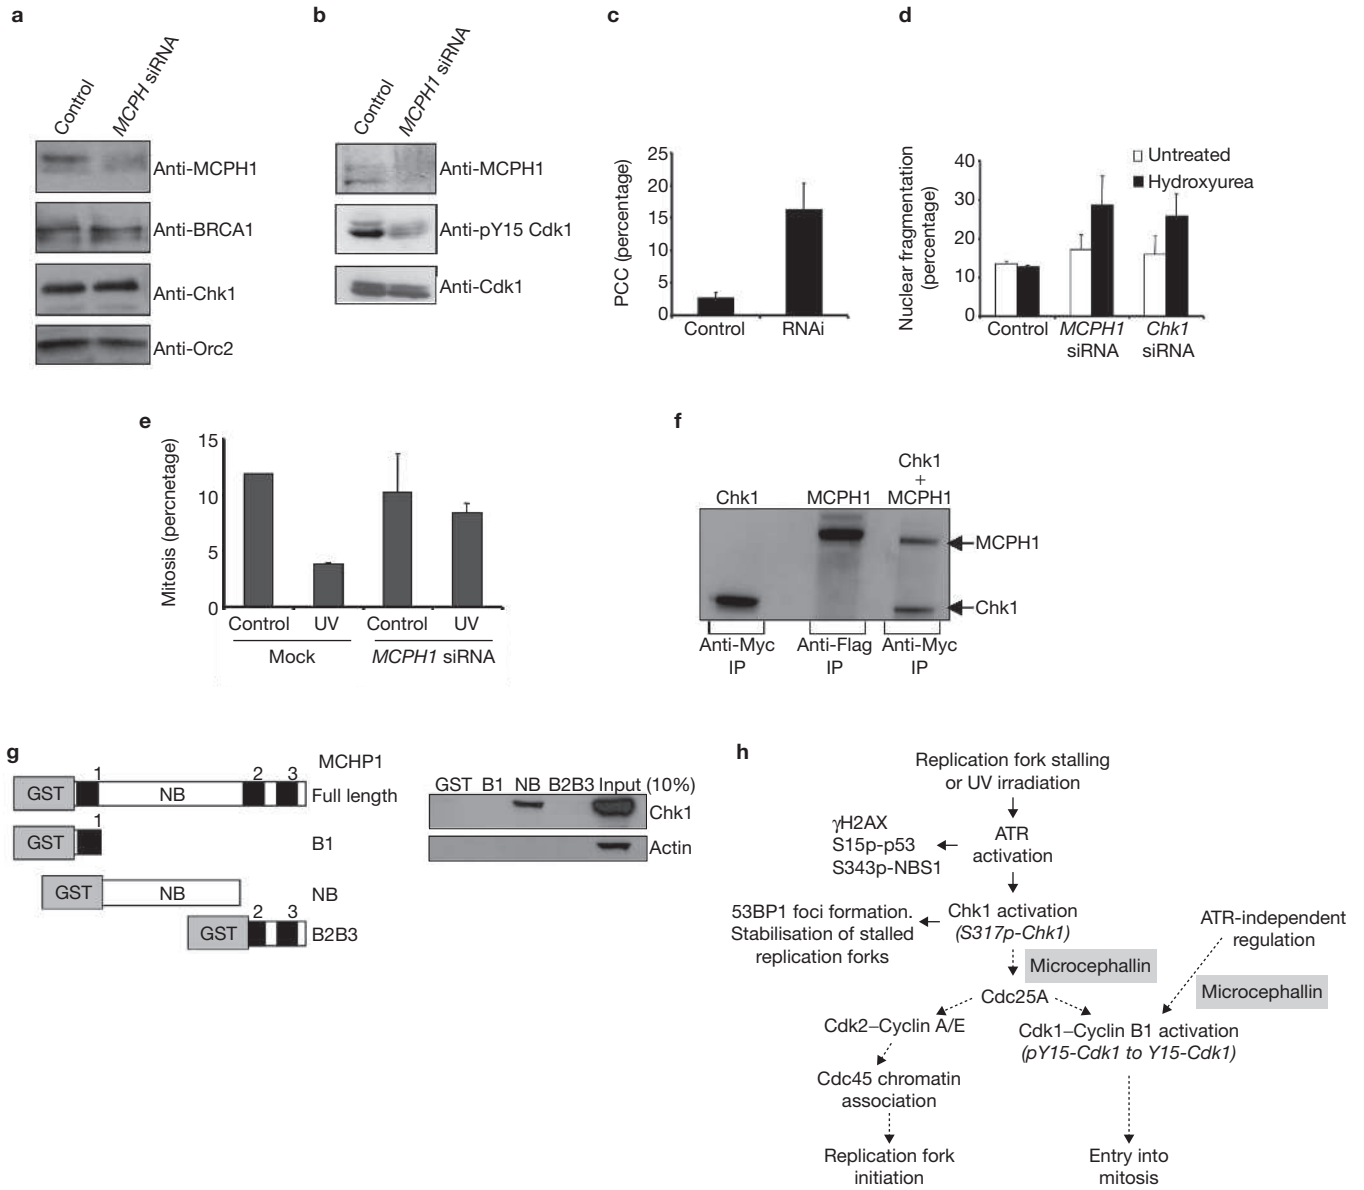 a
Control
MCPH siRNA
Anti-MCPH1
Anti-BRCA1
Anti-Chk1
Anti-Orc2
b
Control
MCPH1 siRNA
Anti-MCPH1
Anti-pY15 Cdk1
Anti-Cdk1
c
PCC (percentage)
25
20
15
10
5
0
Control
RNAi
d
Nuclear fragmentation
(percentage)
40
30
20
10
0
Untreated
Hydroxyurea
Control
MCPH1
siRNA
Chk1
siRNA
e
Mitosis (percnetage)
15
10
5
0
Control
UV
Control
UV
Mock
MCPH1 siRNA
f
Chk1
MCPH1
Chk1
+
MCPH1
MCPH1
Chk1
Anti-Myc
IP
Anti-Flag
IP
Anti-Myc
IP
g
MCHP1
1
2
3
GST
NB
Full length
1
GST
B1
GST
NB
NB
2
3
GST
B2B3
GST B1 NB B2B3 Input (10%)
Chk1
Actin
h
Replication fork stalling
or UV irradiation
ATR
activation
γH2AX
S15p-p53
S343p-NBS1
Chk1 activation
(S317p-Chk1)
53BP1 foci formation.
Stabilisation of stalled
replication forks
ATR-independent
regulation
Microcephallin
Microcephallin
Cdc25A
Cdk2–Cyclin A/E
Cdk1–Cyclin B1 activation
(pY15-Cdk1 to Y15-Cdk1)
Cdc45 chromatin
association
Replication fork
initiation
Entry into
mitosis